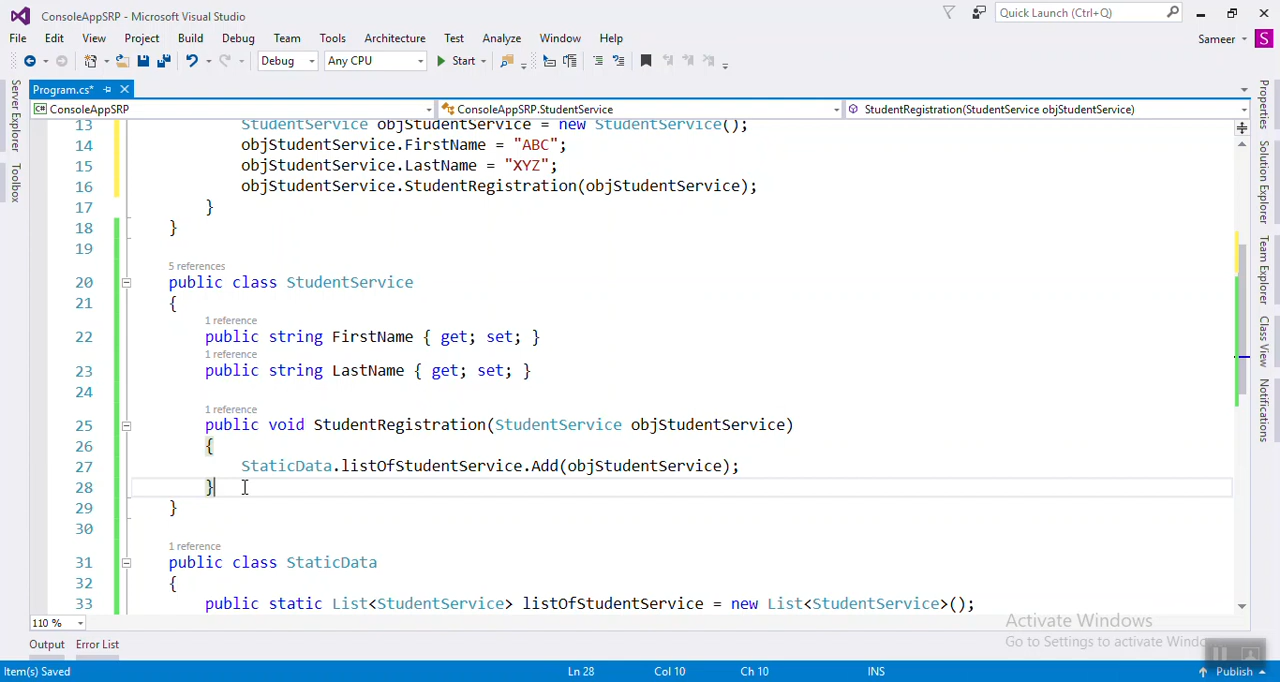 ConsoleAppSRP - Microsoft Visual Studio
Quick Launch (Ctrl+Q)
File Edit View Project Build Debug Team Tools Architecture Test Analyze Window Help
Sameer S
Debug Any CPU Start
Program.cs*
C# ConsoleAppSRP ConsoleAppSRP.StudentService StudentRegistration(StudentService objStudentService)
Server Explorer
Toolbox
13 StudentService objStudentService = new StudentService();
14 objStudentService.FirstName = "ABC";
15 objStudentService.LastName = "XYZ";
16 objStudentService.StudentRegistration(objStudentService);
17 }
18 }
19
5 references
20 public class StudentService
21 {
1 reference
22 public string FirstName { get; set; }
1 reference
23 public string LastName { get; set; }
24
1 reference
25 public void StudentRegistration(StudentService objStudentService)
26 {
27 StaticData.listOfStudentService.Add(objStudentService);
28 }
29 }
30
1 reference
31 public class StaticData
32 {
33 public static List<StudentService> listOfStudentService = new List<StudentService>();
Properties
Solution Explorer
Team Explorer
Class View
Notifications
110 %
Activate Windows
Go to Settings to activate Windo
Output Error List
Item(s) Saved Ln 28 Col 10 Ch 10 INS Publish